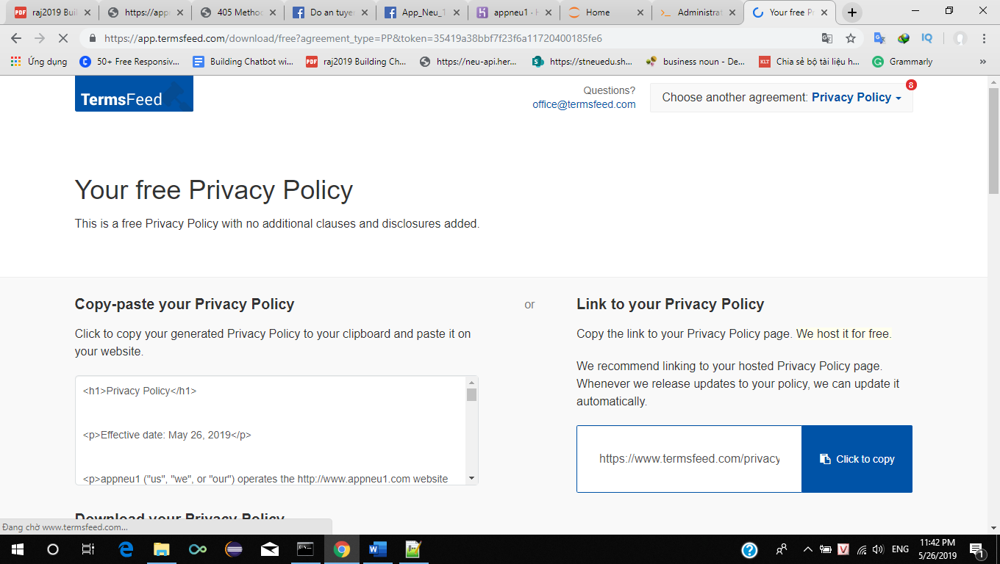 raj2019 Buil
https://app
405 Metho
Do an tuye
App_Neu_1
appneu1 ·
Home
Administrat
Your free P
https://app.termsfeed.com/download/free?agreement_type=PP&token=35419a38bbf7f23f6a11720400185fe6
Ứng dụng
50+ Free Responsiv...
Building Chatbot wi...
raj2019 Building Ch...
https://neu-api.her...
https://stneuedu.sh...
business noun - De...
Chia sẻ bộ tài liệu h...
Grammarly
»
TermsFeed
Questions?
office@termsfeed.com
Choose another agreement: Privacy Policy
8
Your free Privacy Policy
This is a free Privacy Policy with no additional clauses and disclosures added.
Copy-paste your Privacy Policy
Click to copy your generated Privacy Policy to your clipboard and paste it on
your website.
<h1>Privacy Policy</h1>
<p>Effective date: May 26, 2019</p>
<p>appneu1 ("us", "we", or "our") operates the http://www.appneu1.com website
or
Link to your Privacy Policy
Copy the link to your Privacy Policy page. We host it for free.
We recommend linking to your hosted Privacy Policy page.
Whenever we release updates to your policy, we can update it
automatically.
https://www.termsfeed.com/privacy
Click to copy
Download your Privacy Policy
Đang chờ www.termsfeed.com...
ENG
11:42 PM
5/26/2019
1